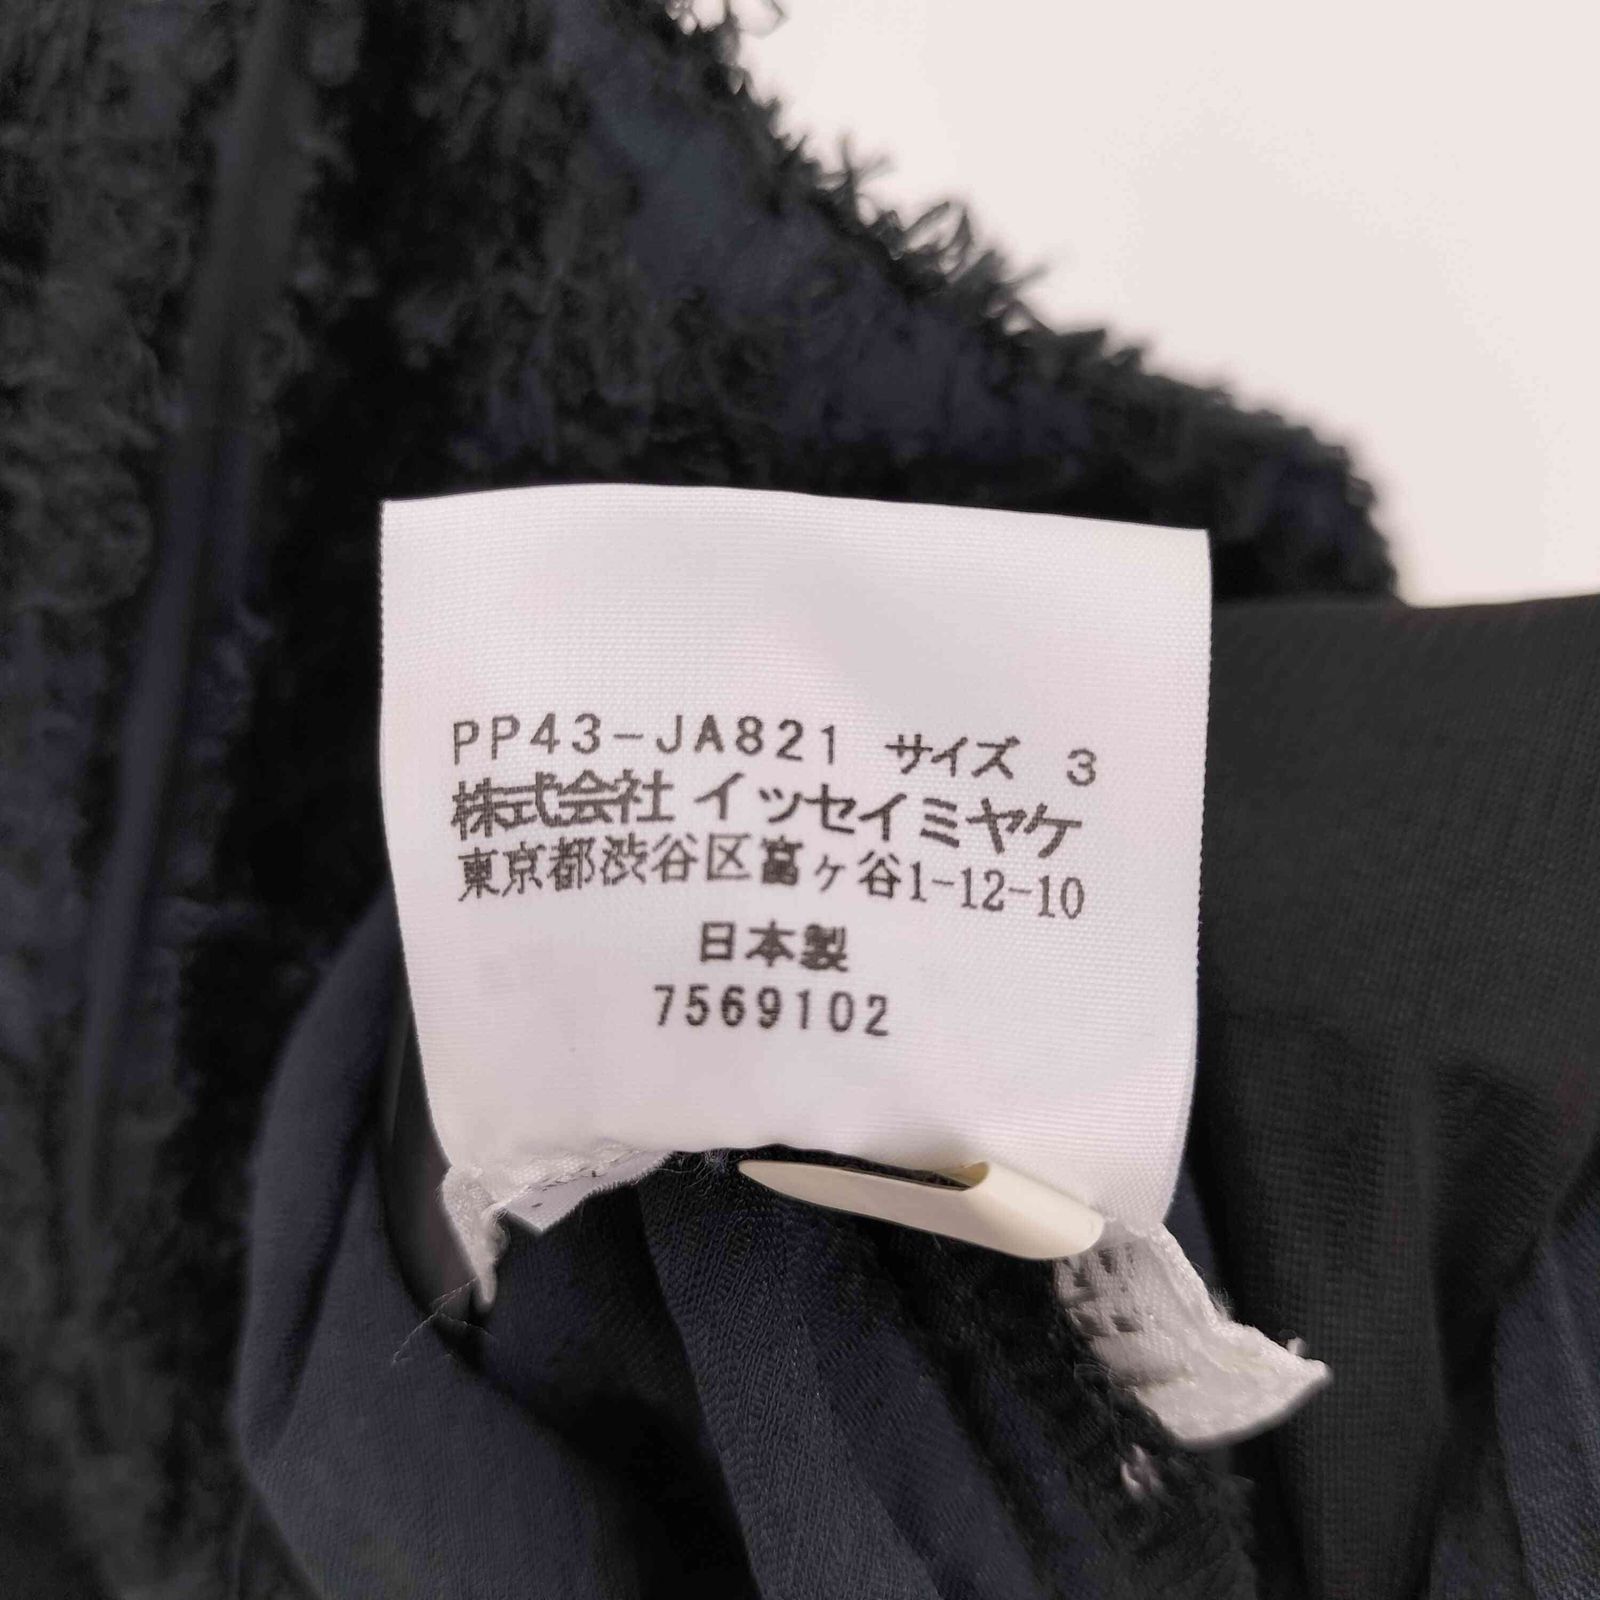 PP43-JA821 サイズ 3
株式会社 イッセイミヤケ
東京都渋谷区富ヶ谷1-12-10
日本製
7569102